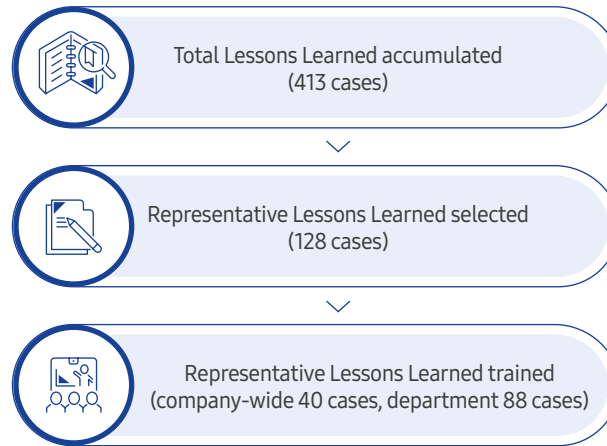 Total Lessons Learned accumulated
(413 cases)
Representative Lessons Learned selected
(128 cases)
Representative Lessons Learned trained
(company-wide 40 cases, department 88 cases)